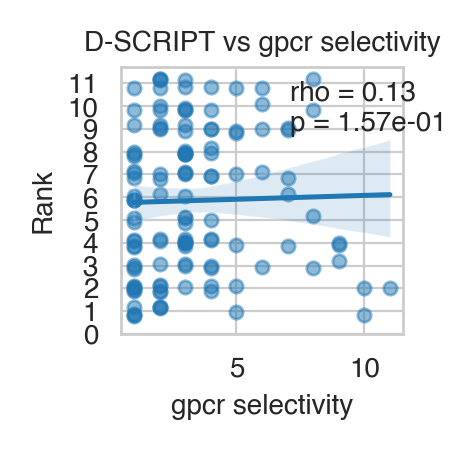 D-SCRIPT vs gpcr selectivity
rho = 0.13
p = 1.57e-01
11
10
9
8
7
6
5
4
3
2
1
0
Rank
5 10
gpcr selectivity